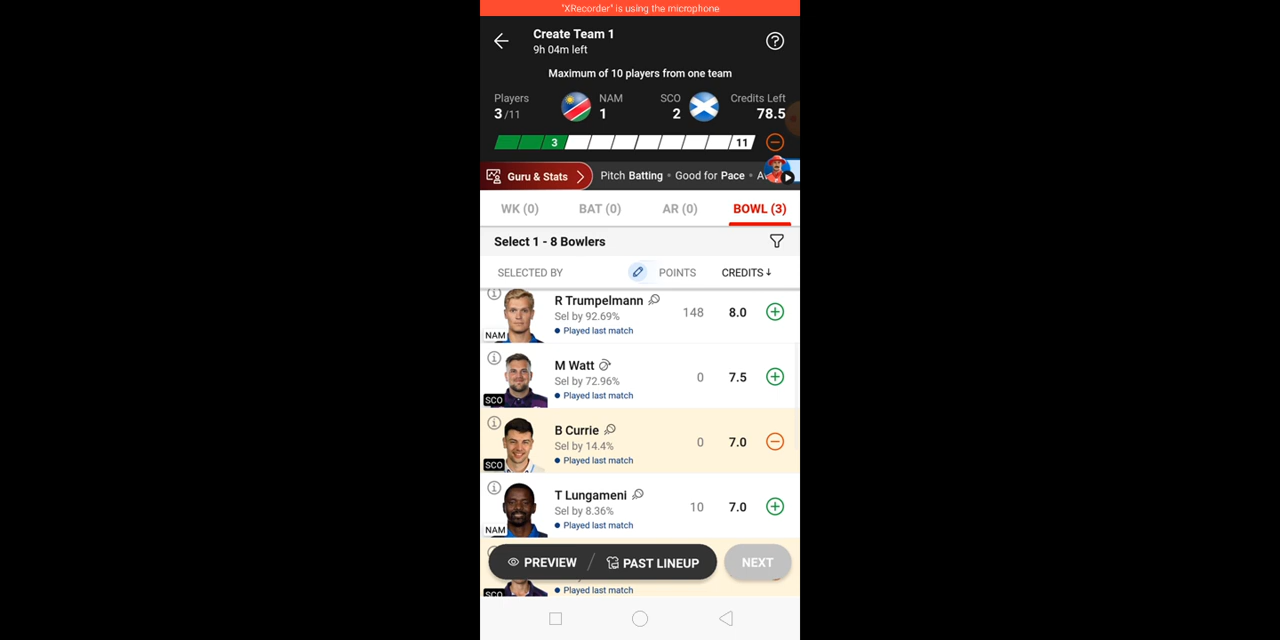 "XRecorder" is using the microphone
Create Team 1
9h 04m left
Maximum of 10 players from one team
Players
3/11
NAM
1
SCO
2
Credits Left
78.5
3
11
Guru & Stats
Pitch Batting • Good for Pace •
WK (0)
BAT (0)
AR (0)
BOWL (3)
Select 1 - 8 Bowlers
SELECTED BY
POINTS
CREDITS↓
R Trumpelmann
Sel by 92.69%
Played last match
NAM
148
8.0
M Watt
Sel by 72.96%
Played last match
SCO
0
7.5
B Currie
Sel by 14.4%
Played last match
SCO
0
7.0
T Lungameni
Sel by 8.36%
Played last match
NAM
10
7.0
PREVIEW / PAST LINEUP
NEXT
Played last match
SCO